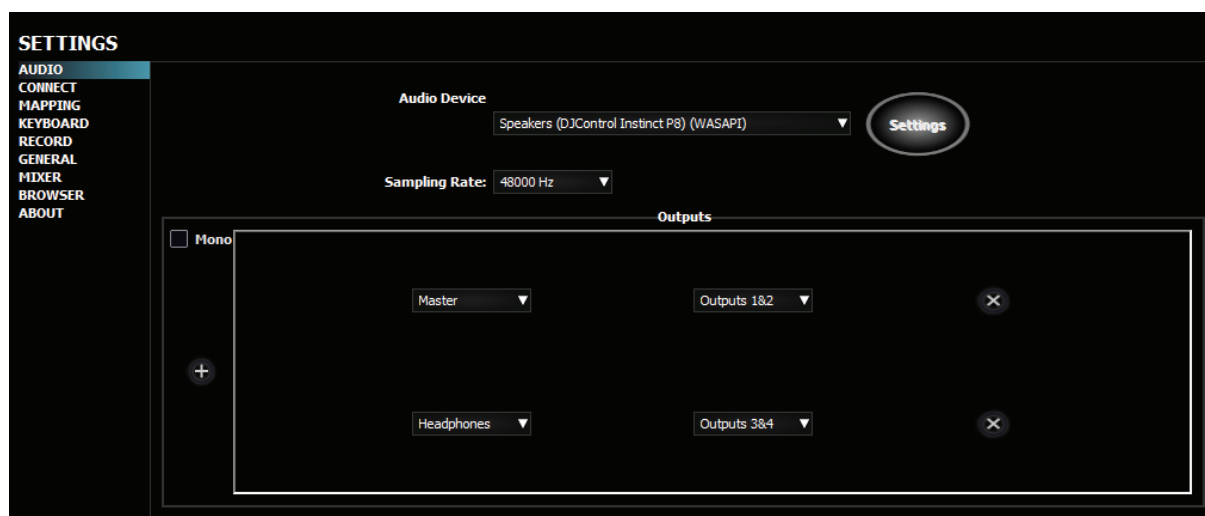 SETTINGS
AUDIO
CONNECT
MAPPING
KEYBOARD
RECORD
GENERAL
MIXER
BROWSER
ABOUT
Audio Device
Speakers (DJControl Instinct P8) (WASAPI)
Settings
Sampling Rate: 48000 Hz
Outputs
Mono
Master Outputs 1&2
Headphones Outputs 3&4